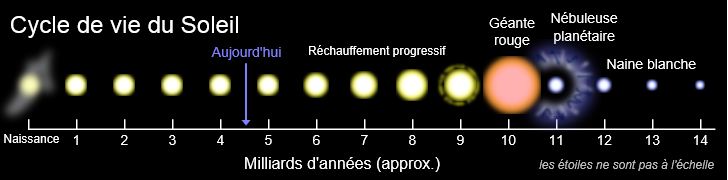 Cycle de vie du Soleil
Aujourd'hui
Réchauffement progressif
Géante
rouge
Nébuleuse
planétaire
Naine blanche
Naissance 1 2 3 4 5 6 7 8 9 10 11 12 13 14
Milliards d'années (approx.)
les étoiles ne sont pas à l'échelle